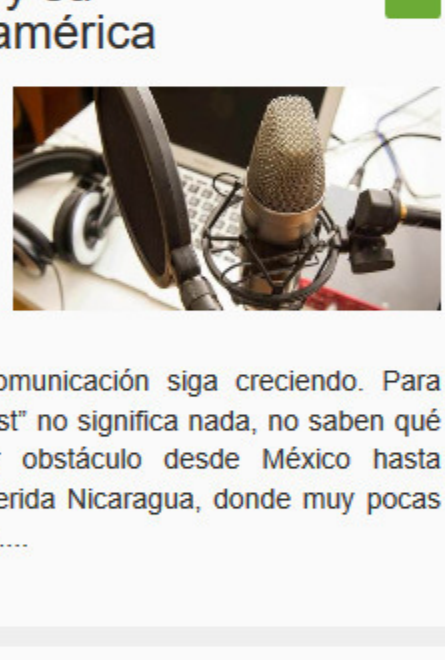 américa
omunicación siga creciendo. Para
st” no significa nada, no saben qué
obstáculo desde México hasta
erida Nicaragua, donde muy pocas
....